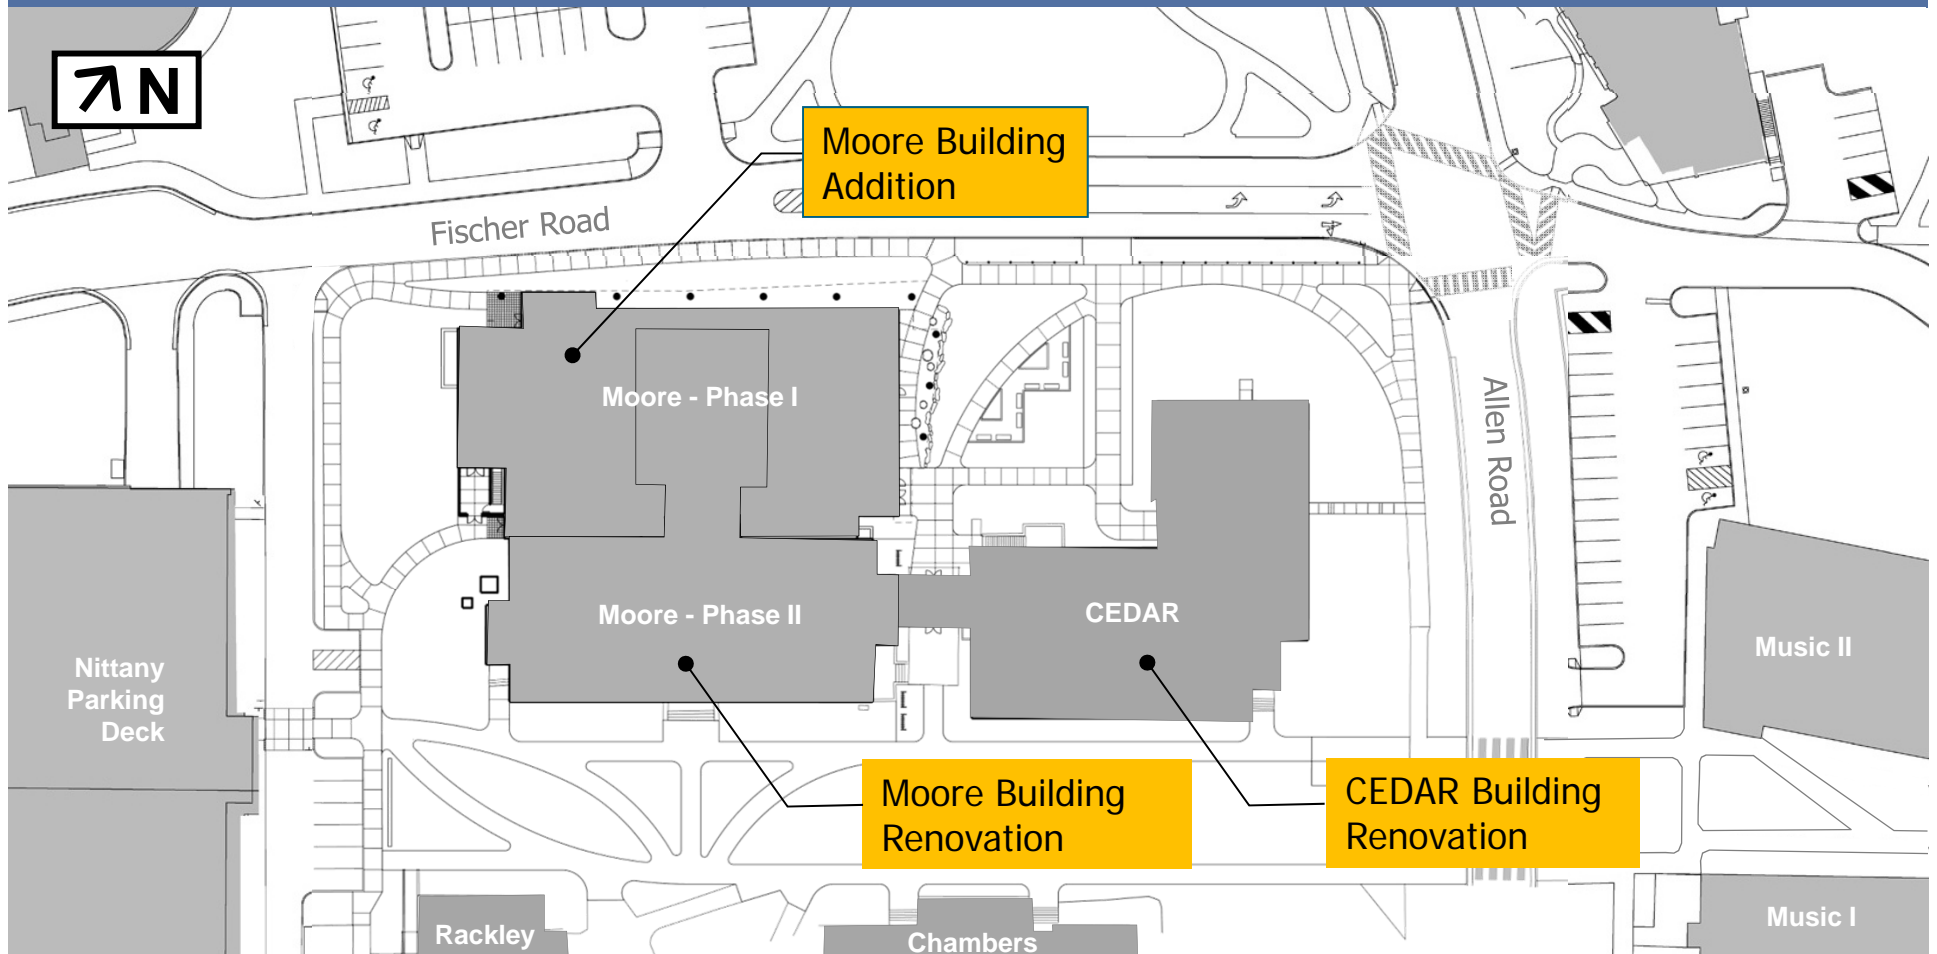 N
Moore Building
Addition
Fischer Road
Moore - Phase I
Allen Road
Moore - Phase II
CEDAR
Music II
Nittany
Parking
Deck
Moore Building
Renovation
CEDAR Building
Renovation
Rackley
Chambers
Music I